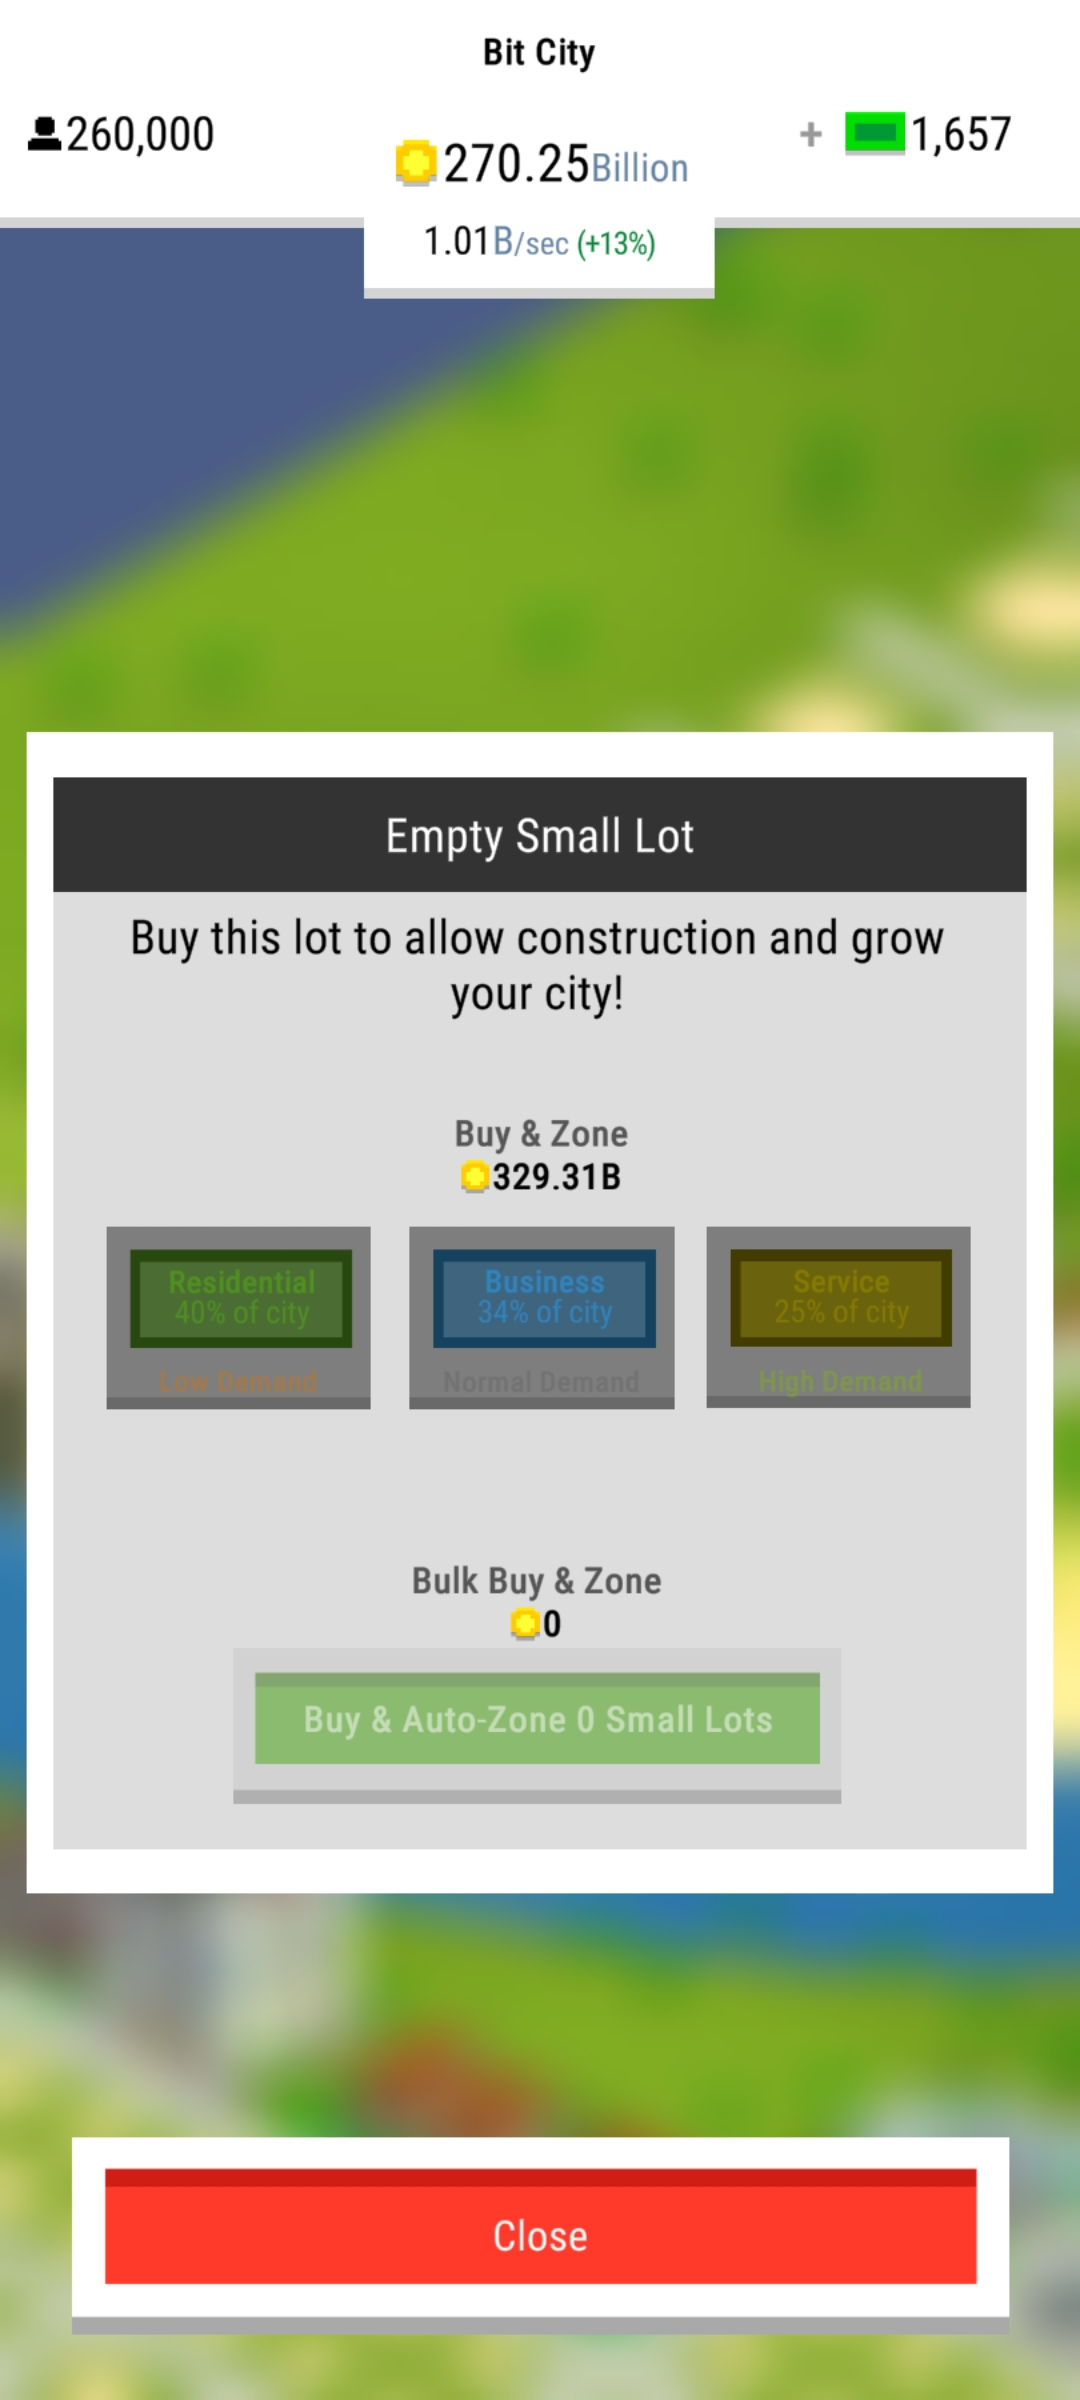 Bit City
260,000
270.25Billion
+ 1,657
1.01B/sec (+13%)
Empty Small Lot
Buy this lot to allow construction and grow
your city!
Buy & Zone
329.31B
Residential
40% of city
Low Demand
Business
34% of city
Normal Demand
Service
25% of city
High Demand
Bulk Buy & Zone
0
Buy & Auto-Zone 0 Small Lots
Close